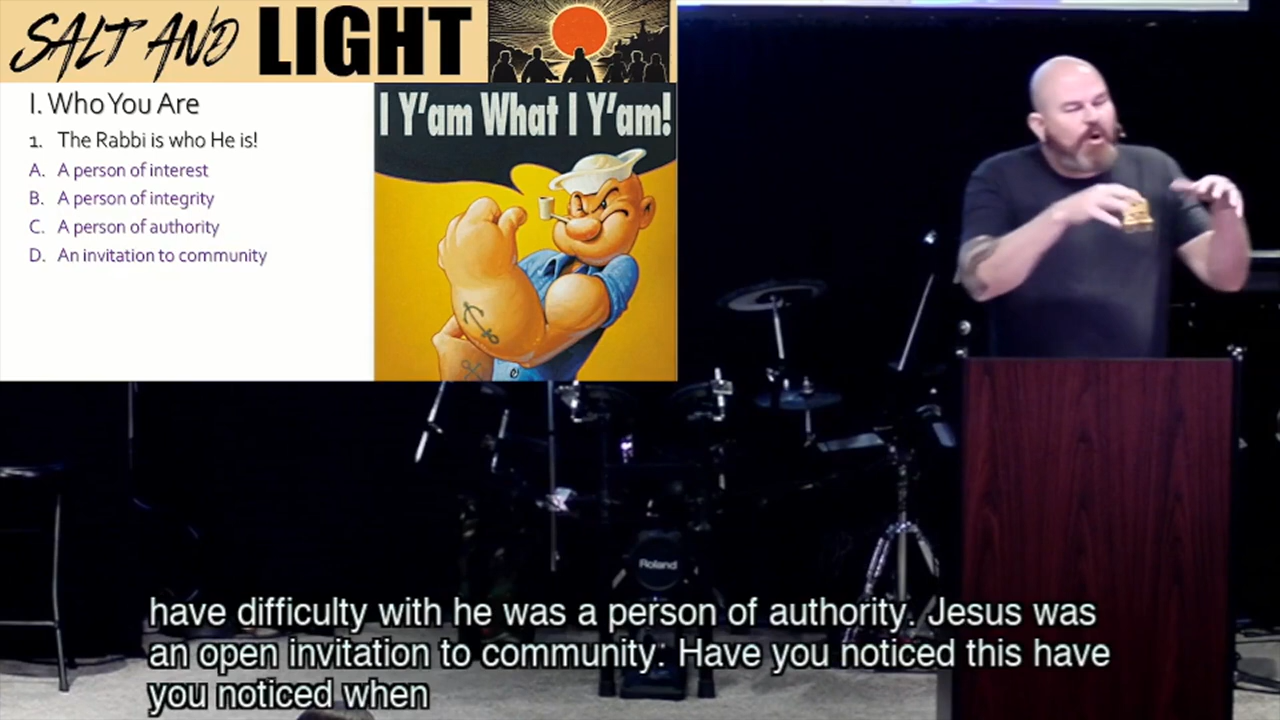 SALT AND LIGHT
I. Who You Are
1. The Rabbi is who He is!
A. A person of interest
B. A person of integrity
C. A person of authority
D. An invitation to community
I Y'am What I Y'am!
Roland
have difficulty with he was a person of authority. Jesus was
an open invitation to community. Have you noticed this have
you noticed when